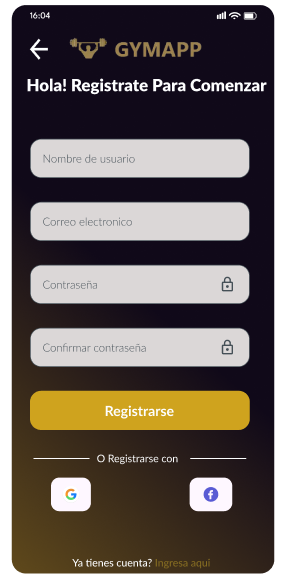 16:04
GYMAPP
Hola! Registrate Para Comenzar
Nombre de usuario
Correo electronico
Contraseña
Confirmar contraseña
Registrarse
O Registrarse con
Ya tienes cuenta? Ingresa aqui